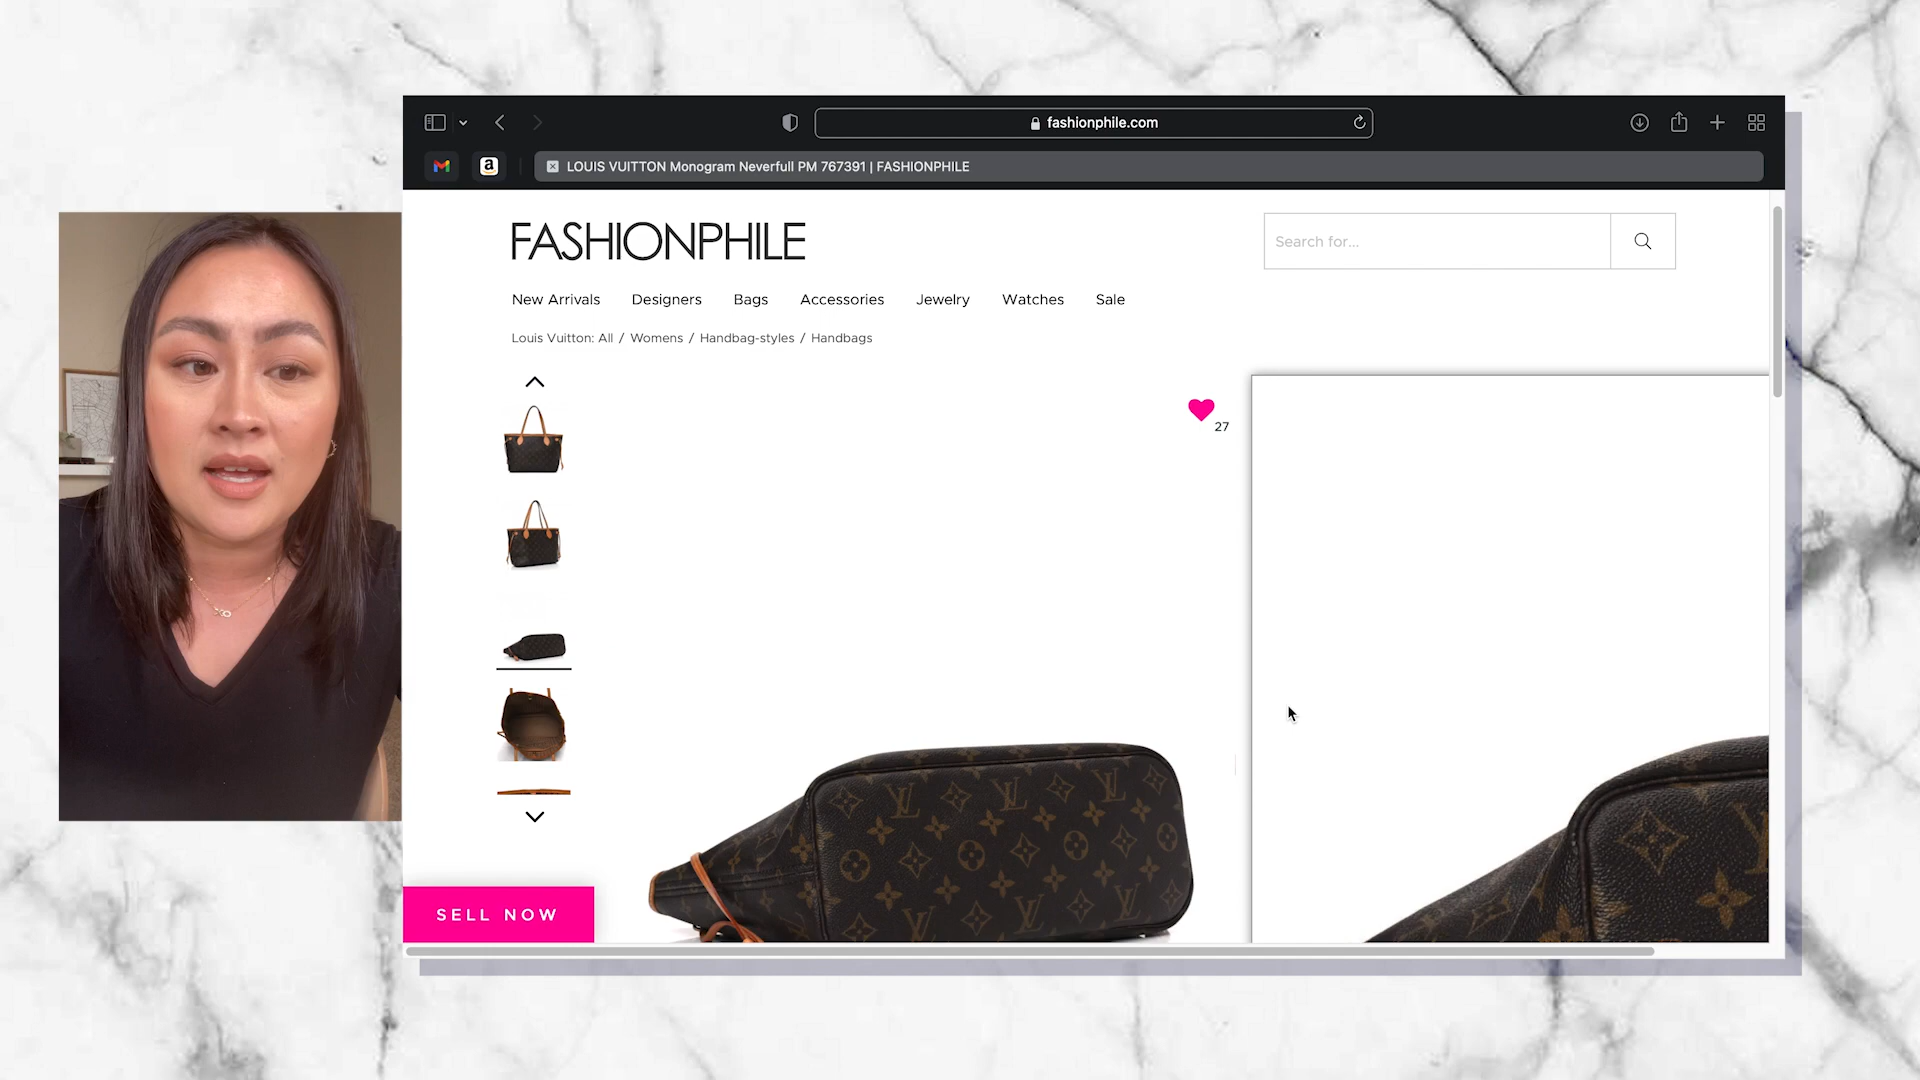 fashionphile.com
a
LOUIS VUITTON Monogram Neverfull PM 767391 | FASHIONPHILE
FASHIONPHILE
Search for...
New Arrivals Designers Bags Accessories Jewelry Watches Sale
Louis Vuitton: All / Womens / Handbag-styles / Handbags
27
SELL NOW